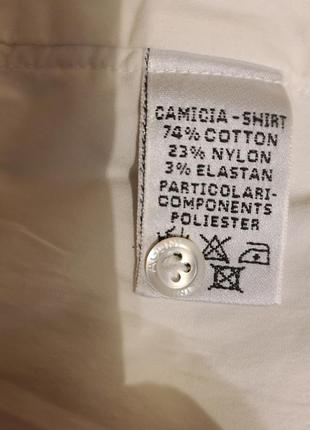 CAMICIA-SHIRT
74% COTTON
23% NYLON
3% ELASTAN
PARTICOLARI-
COMPONENTS
POLIESTER